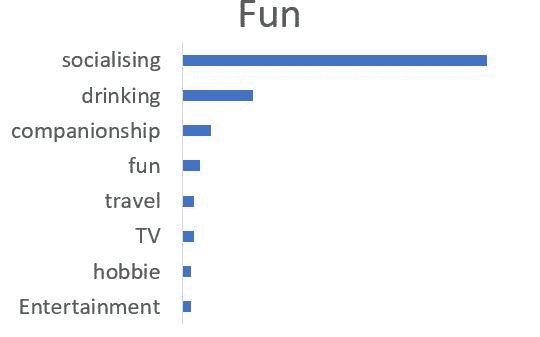 Fun
socialising
drinking
companionship
fun
travel
TV
hobbie
Entertainment